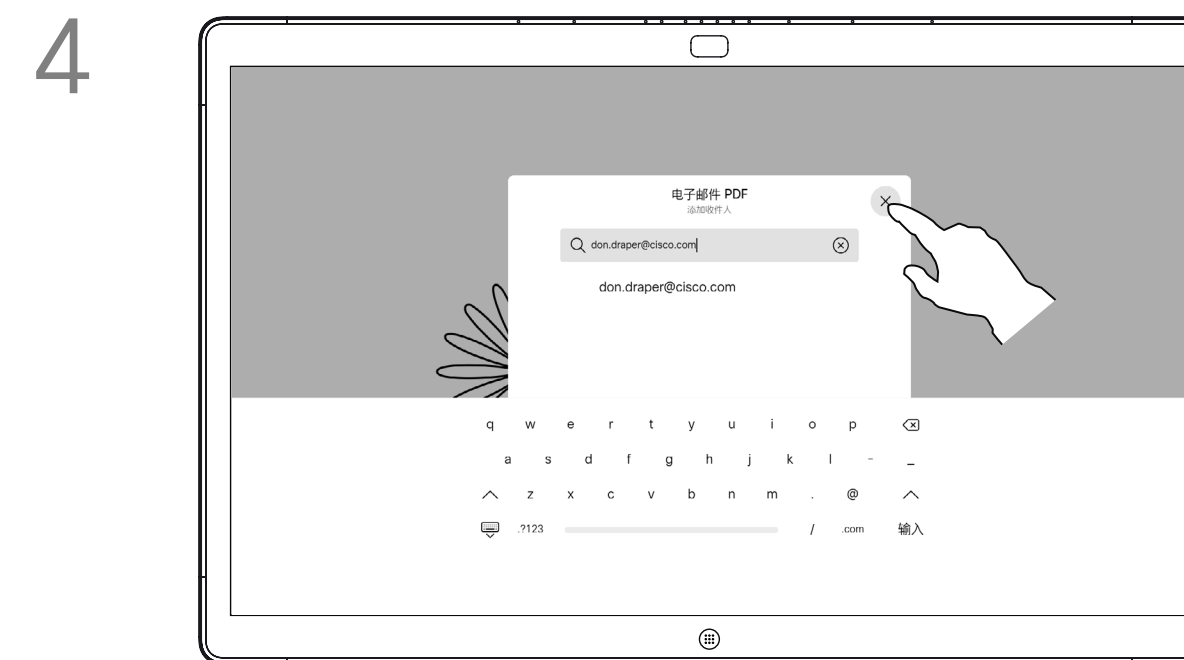 4
电子邮件 PDF
添加收件人
don.draper@cisco.com
don.draper@cisco.com
q w e r t y u i o p
a s d f g h j k l - _
z x c v b n m . @
.?123 / .com 输入